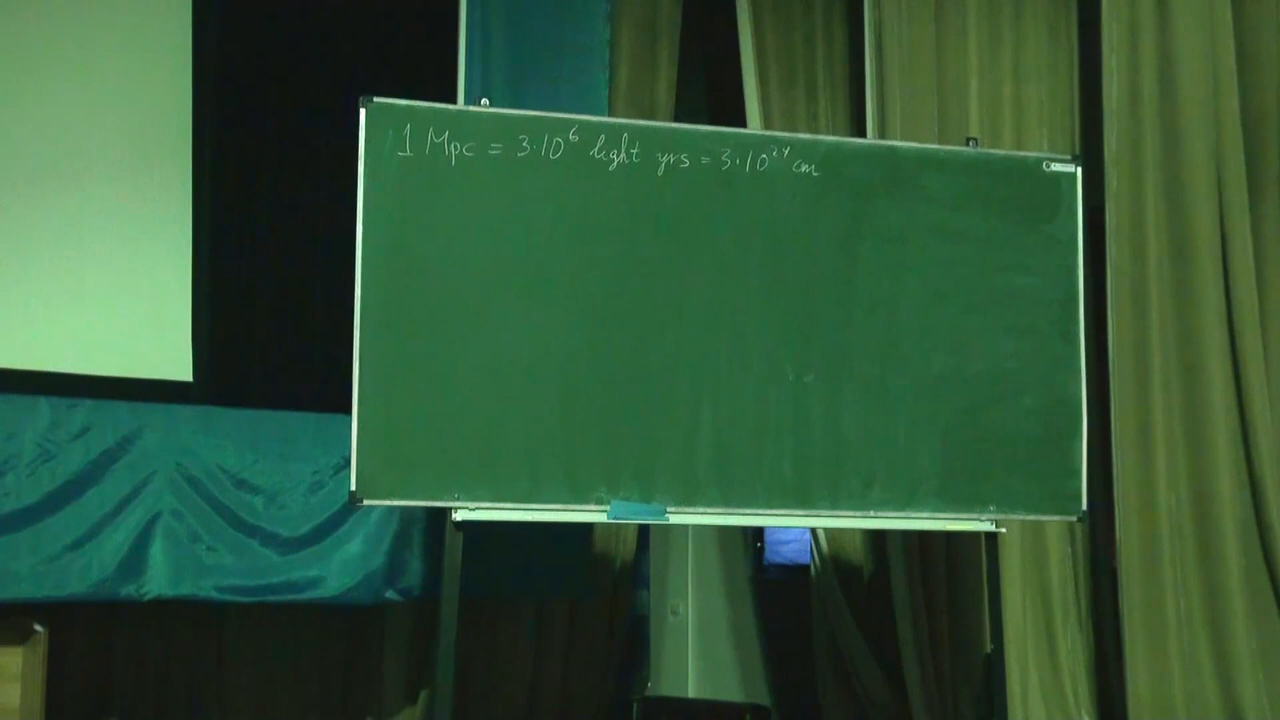 1 Mpc = 3·10⁶ light yrs = 3·10²⁴ cm